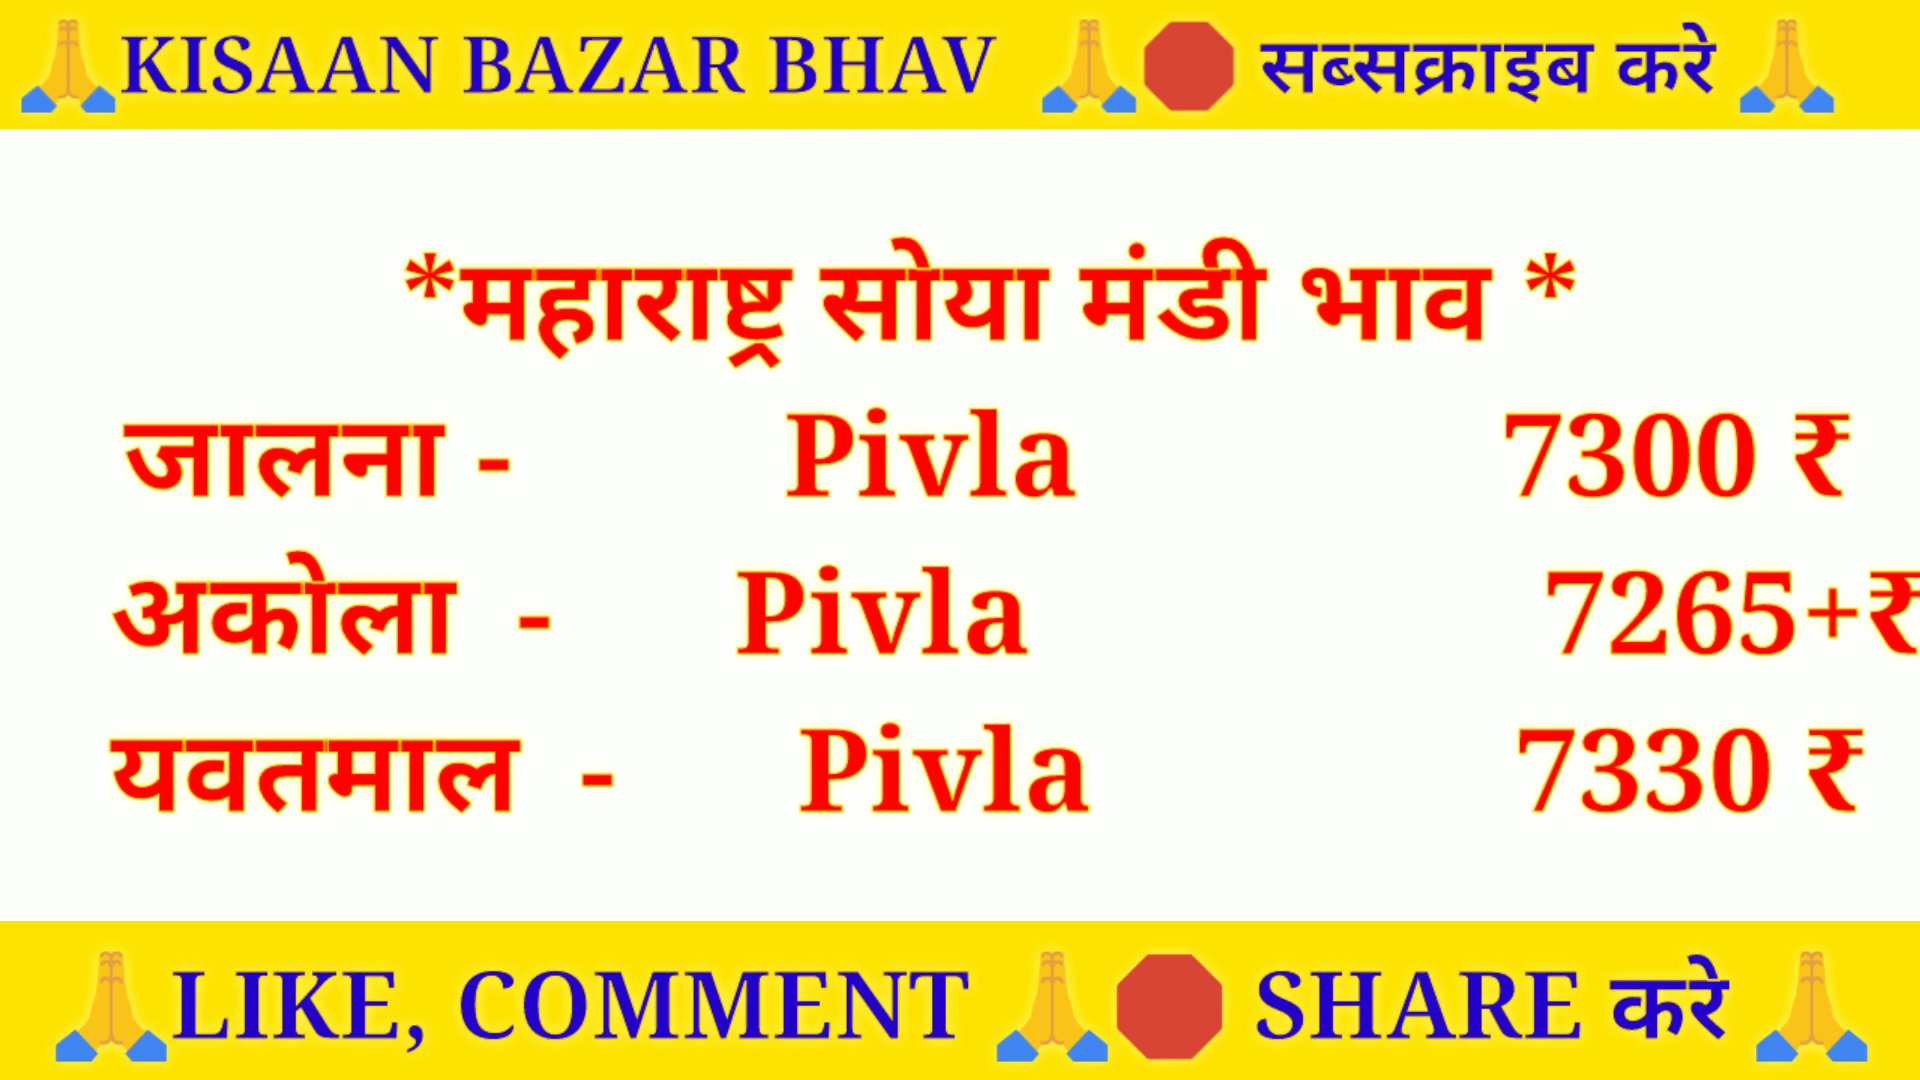 🙏KISAAN BAZAR BHAV 🙏🛑 सब्सक्राइब करे 🙏
*महाराष्ट्र सोया मंडी भाव *
जालना - Pivla 7300 ₹
अकोला - Pivla 7265+₹
यवतमाल - Pivla 7330 ₹
🙏LIKE, COMMENT 🙏🛑 SHARE करे 🙏